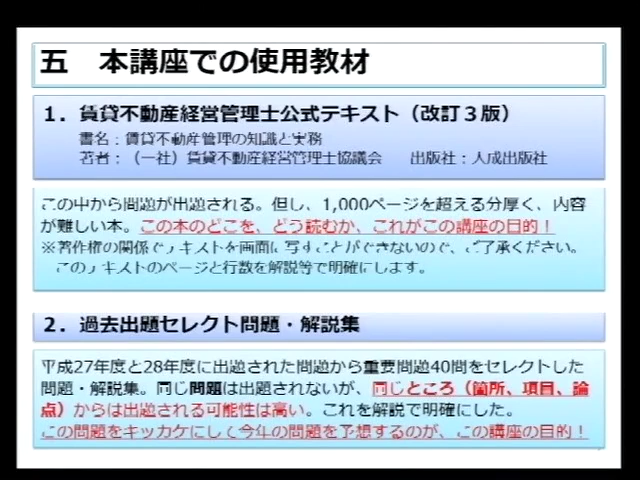 五　本講座での使用教材
1．賃貸不動産経営管理士公式テキスト（改訂３版）
書名：賃貸不動産管理の知識と実務
著者：（一社）賃貸不動産経営管理士協議会　　出版社：大成出版社
この中から問題が出題される。但し、1,000ページを超える分厚く、内容
が難しい本。この本のどこを、どう読むか、これがこの講座の目的！
※著作権の関係でテキストを画面に写すことができないので、ご了承ください。
このテキストのページと行数を解説等で明確にします。
2．過去出題セレクト問題・解説集
平成27年度と28年度に出題された問題から重要問題40問をセレクトした
問題・解説集。同じ問題は出題されないが、同じところ（箇所、項目、論
点）からは出題される可能性は高い。これを解説で明確にした。
この問題をキッカケにして今年の問題を予想するのが、この講座の目的！